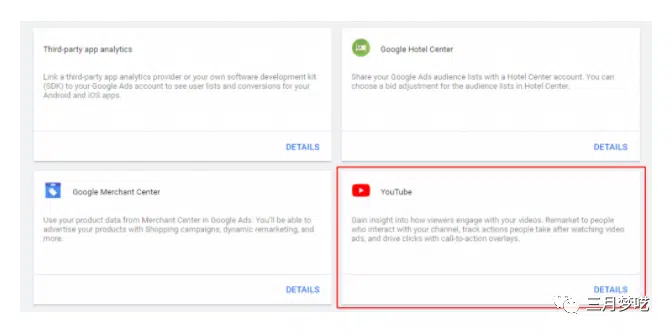 Third-party app analytics
Link a third-party app analytics provider or your own software development kit
(SDK) to your Google Ads account to see user lists and conversions for your
Android and iOS apps.
DETAILS
Google Hotel Center
Share your Google Ads audience lists with a Hotel Center account. You can
choose a bid adjustment for the audience lists in Hotel Center.
DETAILS
Google Merchant Center
Use your product data from Merchant Center in Google Ads. You'll be able to
advertise your products with Shopping campaigns, dynamic remarketing, and
more.
DETAILS
YouTube
Gain insight into how viewers engage with your videos. Remarket to people
who interact with your channel, track actions people take after watching video
ads, and drive clicks with call-to-action overlays.
DETAILS
三月梦呓